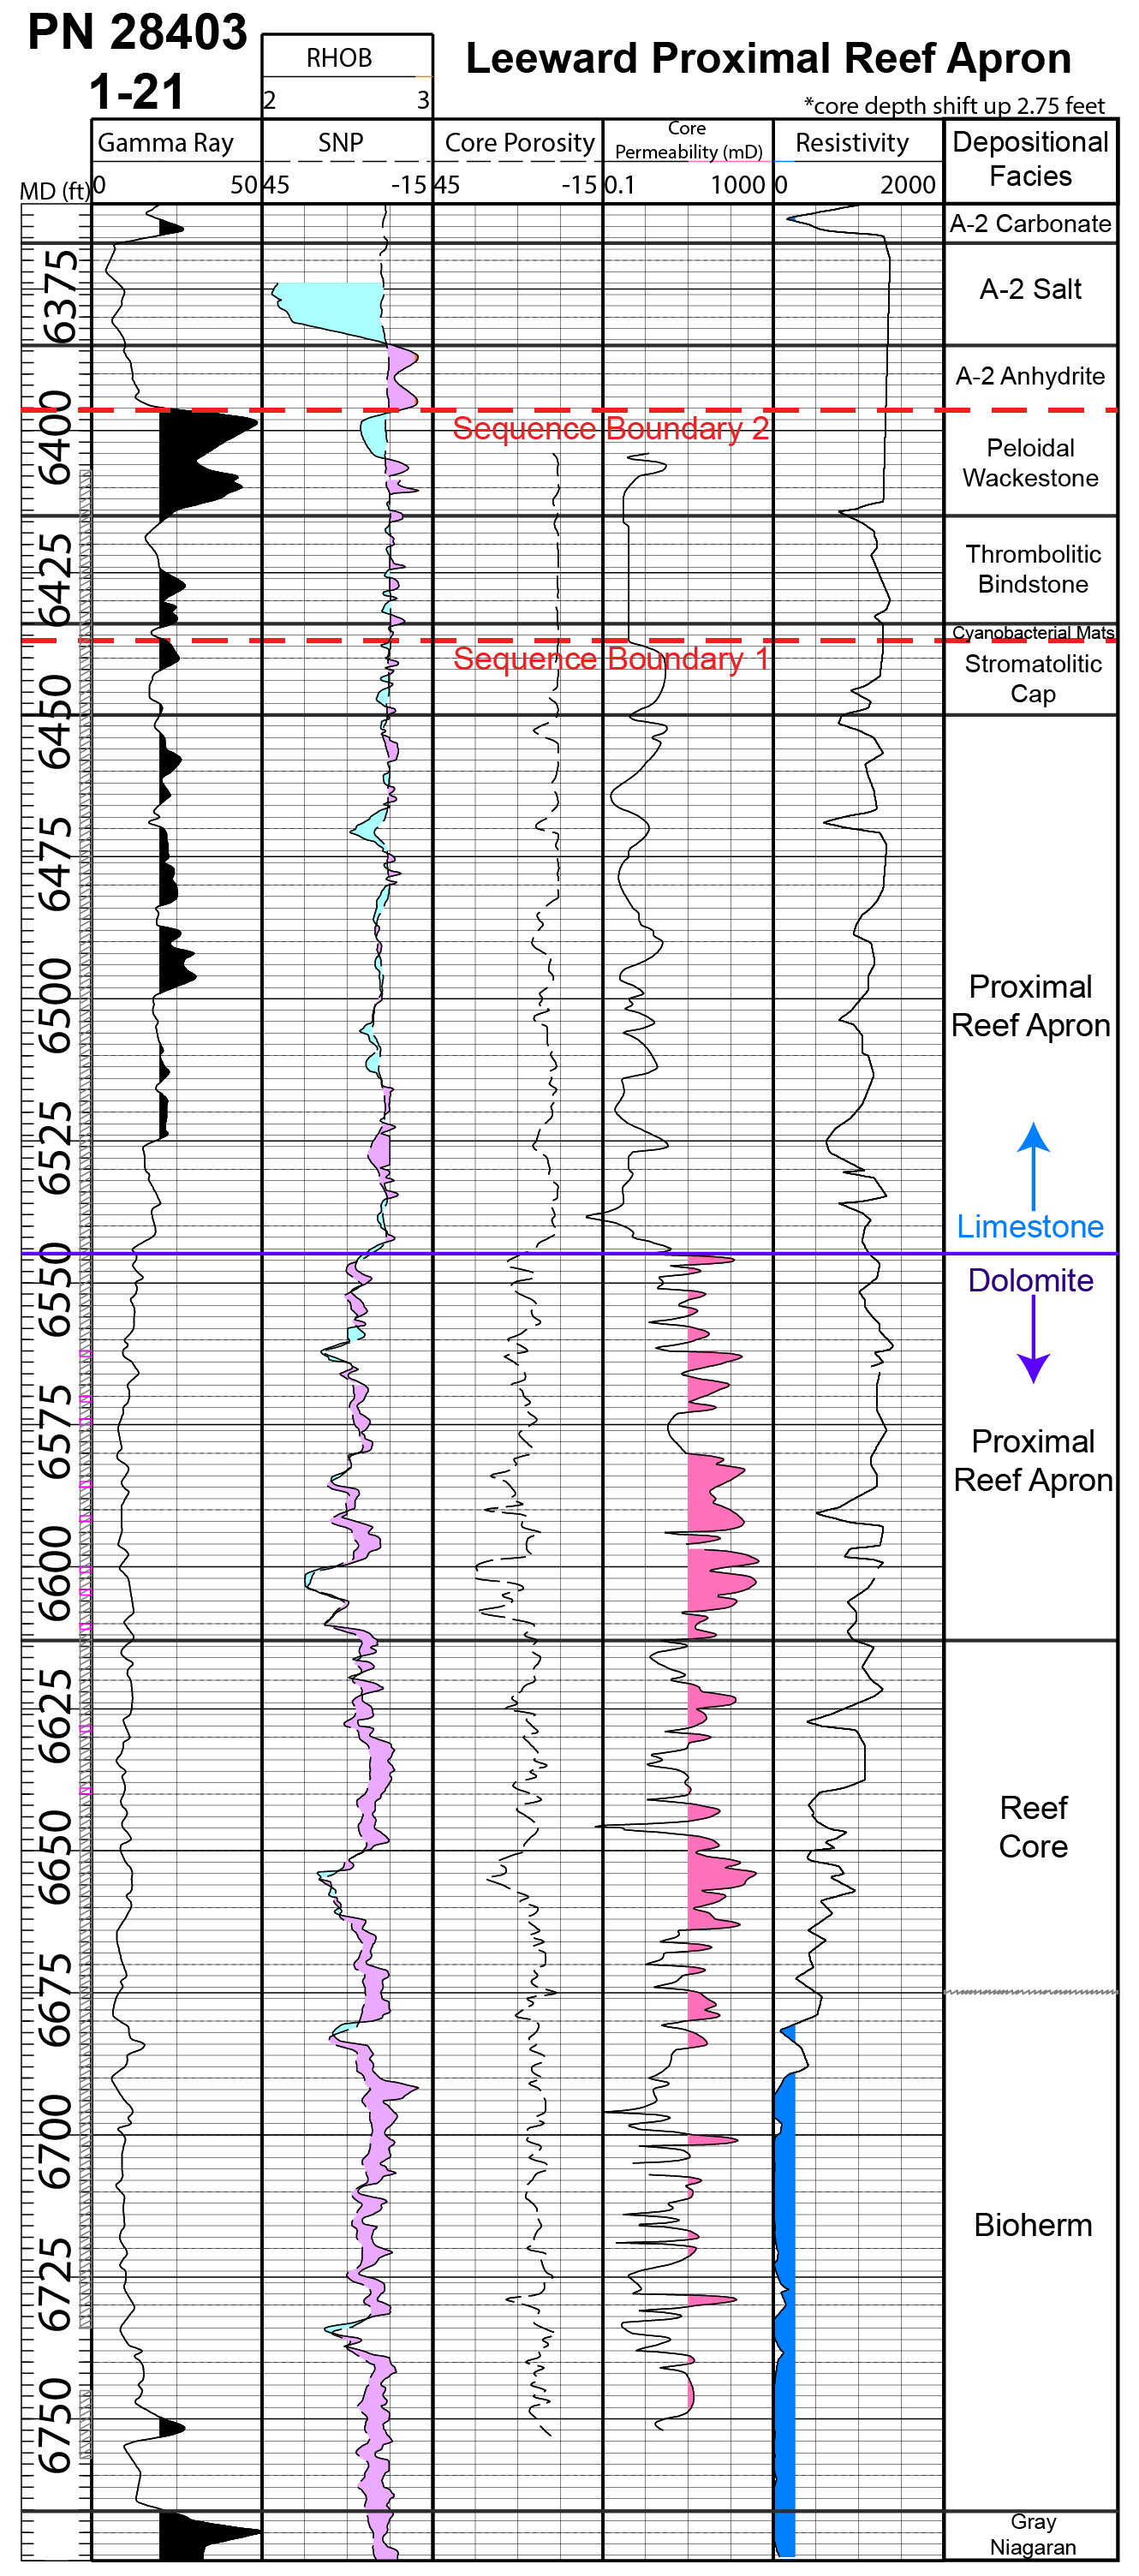 PN 28403
1-21
Leeward Proximal Reef Apron
*core depth shift up 2.75 feet
RHOB
2 3
Gamma Ray
SNP
Core Porosity
Core
Permeability (mD)
Resistivity
Depositional
Facies
MD (ft)
0 50
45 -15
45 -15
0.1 1000
0 2000
A-2 Carbonate
6375
A-2 Salt
A-2 Anhydrite
6400
Sequence Boundary 2
Peloidal
Wackestone
6425
Thrombolitic
Bindstone
Cyanobacterial Mats
Sequence Boundary 1
Stromatolitic
Cap
6450
6475
6500
Proximal
Reef Apron
6525
Limestone
6550
Dolomite
6575
Proximal
Reef Apron
6600
6625
Reef
Core
6650
6675
6700
Bioherm
6725
6750
Gray
Niagaran